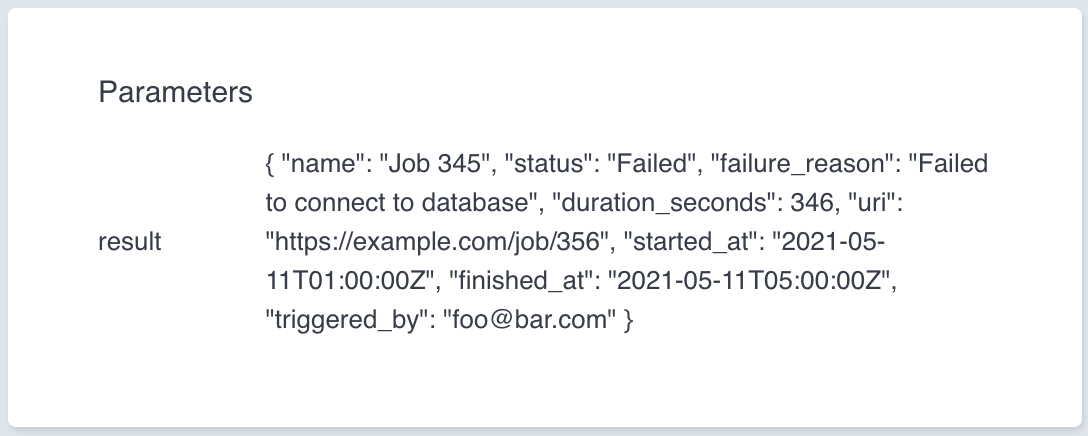 Parameters
{ "name": "Job 345", "status": "Failed", "failure_reason": "Failed
to connect to database", "duration_seconds": 346, "uri":
result
"https://example.com/job/356", "started_at": "2021-05-
11T01:00:00Z", "finished_at": "2021-05-11T05:00:00Z",
"triggered_by": "foo@bar.com" }